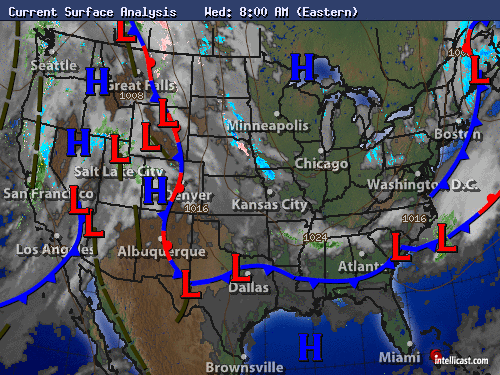 Current Surface Analysis Wed: 8:00 AM (Eastern)
L
L
Seattle
H
H
Great Falls
1008
L
L
Minneapolis
Boston
H
L
L
Chicago
Salt Lake City
Washington D.C.
San Francisco
H
Denver
Kansas City
1016
1016
L
L
1024
L
L
Los Angeles
Albuquerque
Atlanta
L
L
Dallas
H
Miami
Brownsville
intellicast.com